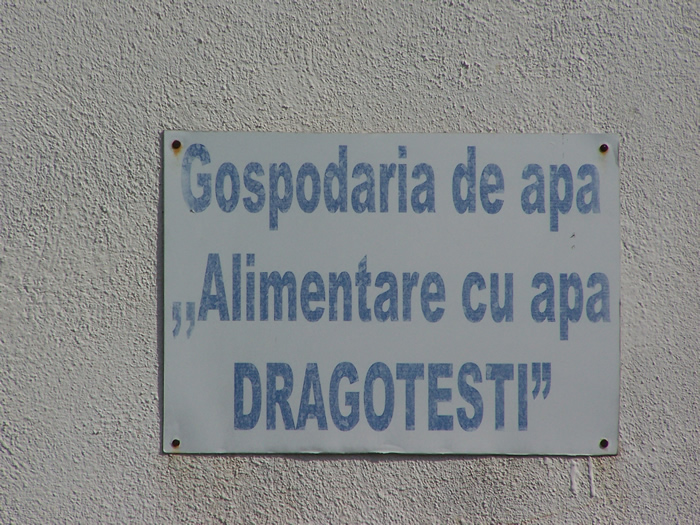 Gospodaria de apa
„Alimentare cu apa
DRAGOTESTI”